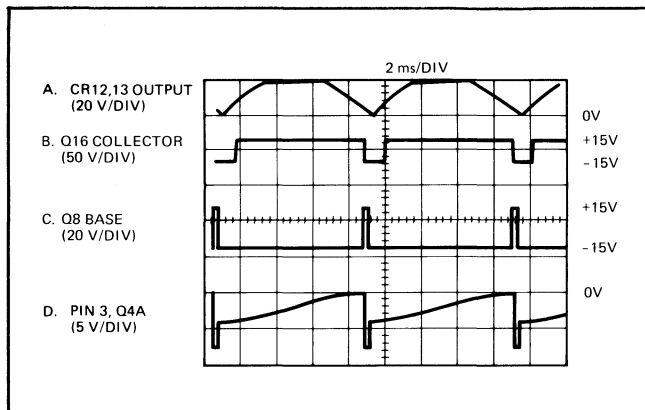 2 ms/DIV
A. CR12,13 OUTPUT
(20 V/DIV)
0V
B. Q16 COLLECTOR
(50 V/DIV)
+15V
-15V
C. Q8 BASE
(20 V/DIV)
+15V
-15V
D. PIN 3, Q4A
(5 V/DIV)
0V